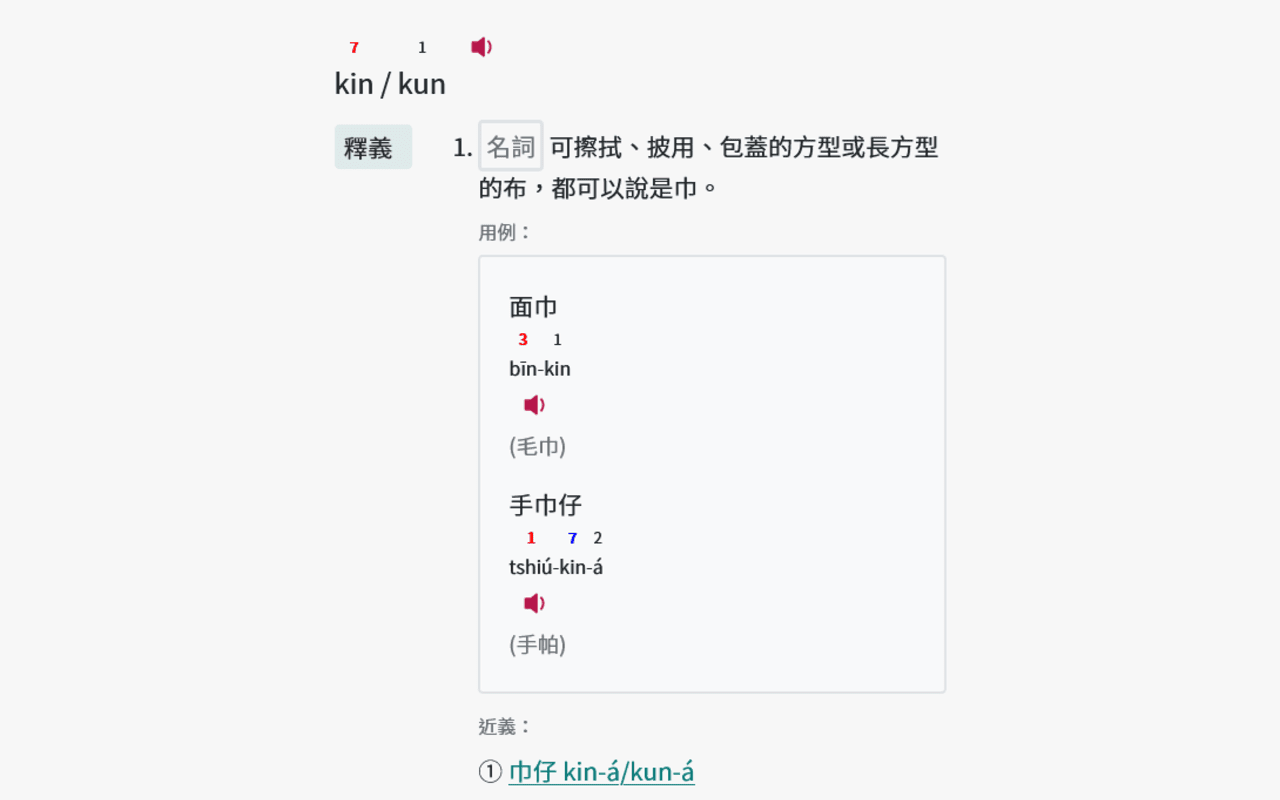 7 1
kin / kun
釋義
1. 名詞 可擦拭、披用、包蓋的方型或長方型
的布，都可以說是巾。
用例：
面巾
3 1
bīn-kin
(毛巾)
手巾仔
1 7 2
tshiú-kin-á
(手帕)
近義：
① 巾仔 kin-á/kun-á